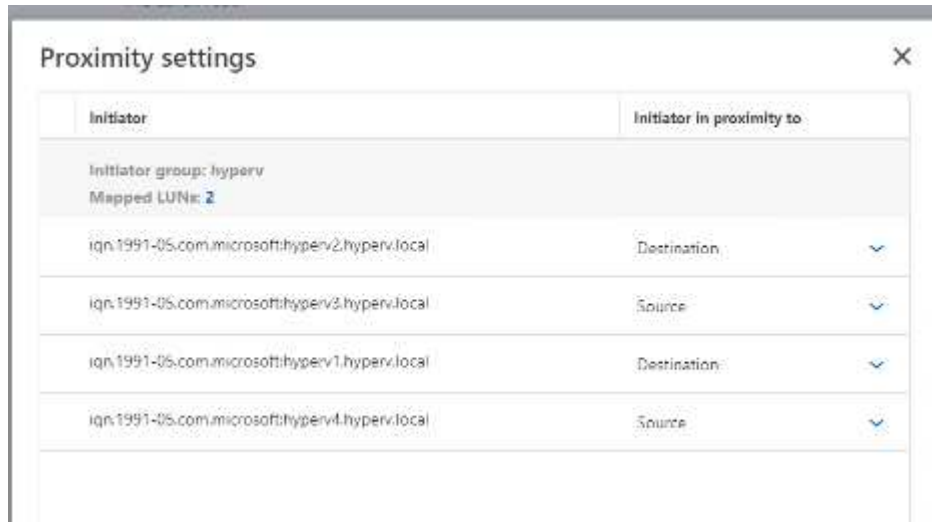 Proximity settings
Initiator Initiator in proximity to
Initiator group: hyperv
Mapped LUNs: 2
iqn.1991-05.com.microsoft:hyperv2.hyperv.local Destination
iqn.1991-05.com.microsoft:hyperv3.hyperv.local Source
iqn.1991-05.com.microsoft:hyperv1.hyperv.local Destination
iqn.1991-05.com.microsoft:hyperv4.hyperv.local Source